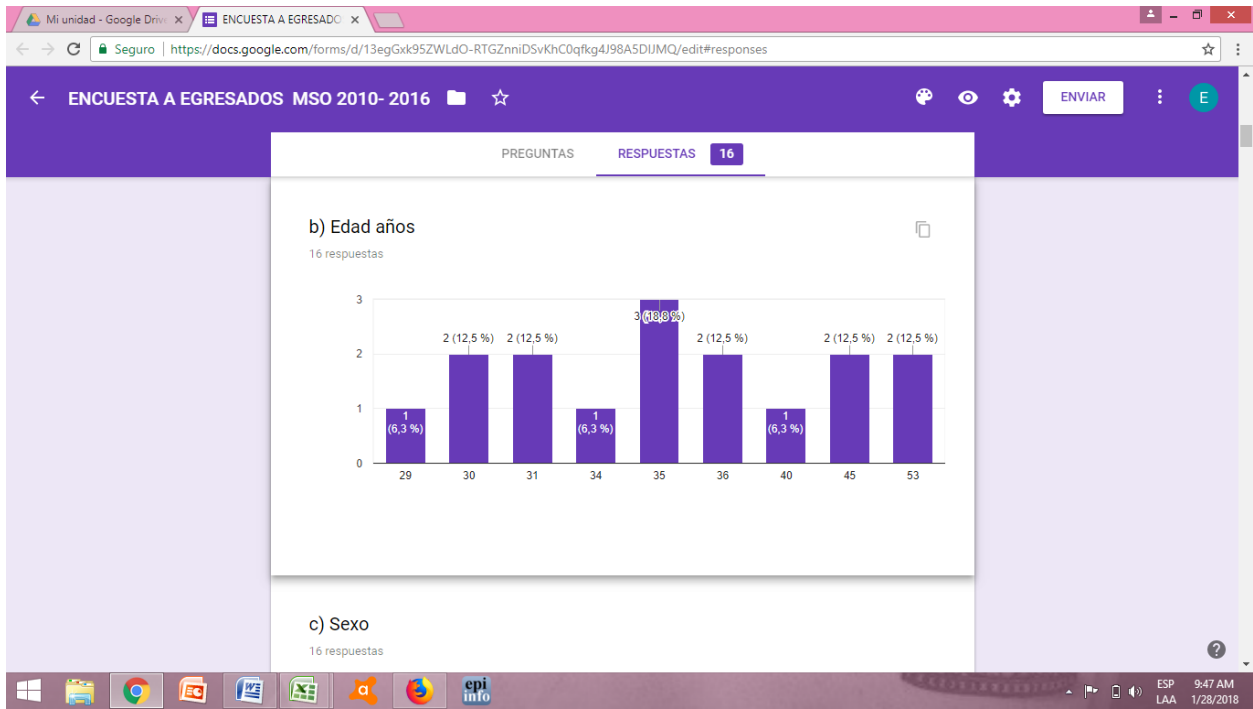 Mi unidad - Google Driv
ENCUESTA A EGRESADO
Seguro
https://docs.google.com/forms/d/13egGxk95ZWLdO-RTGZnniDSvKhC0qfkg4J98A5DIJMQ/edit#responses
ENCUESTA A EGRESADOS MSO 2010- 2016
ENVIAR
E
PREGUNTAS
RESPUESTAS 16
b) Edad años
16 respuestas
3
2
1
0
1
(6,3 %)
2 (12,5 %)
2 (12,5 %)
1
(6,3 %)
3 (18,8 %)
2 (12,5 %)
1
(6,3 %)
2 (12,5 %)
2 (12,5 %)
29 30 31 34 35 36 40 45 53
c) Sexo
16 respuestas
epi
info
ESP
LAA
9:47 AM
1/28/2018